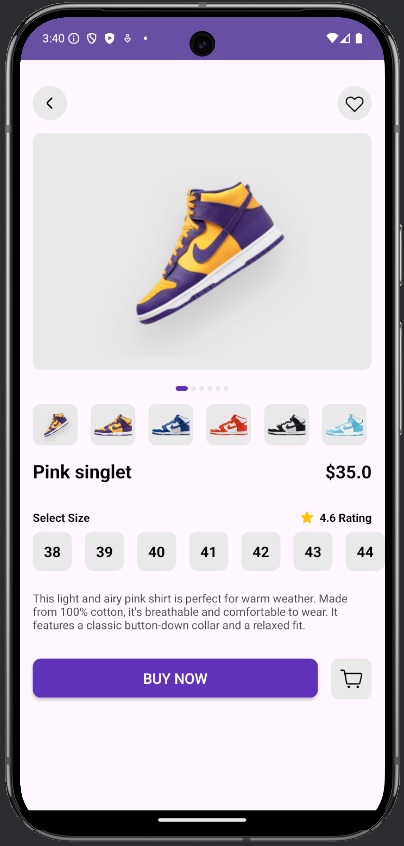 3:40
Pink singlet
$35.0
Select Size
4.6 Rating
38 39 40 41 42 43 44
This light and airy pink shirt is perfect for warm weather. Made
from 100% cotton, it's breathable and comfortable to wear. It
features a classic button-down collar and a relaxed fit.
BUY NOW